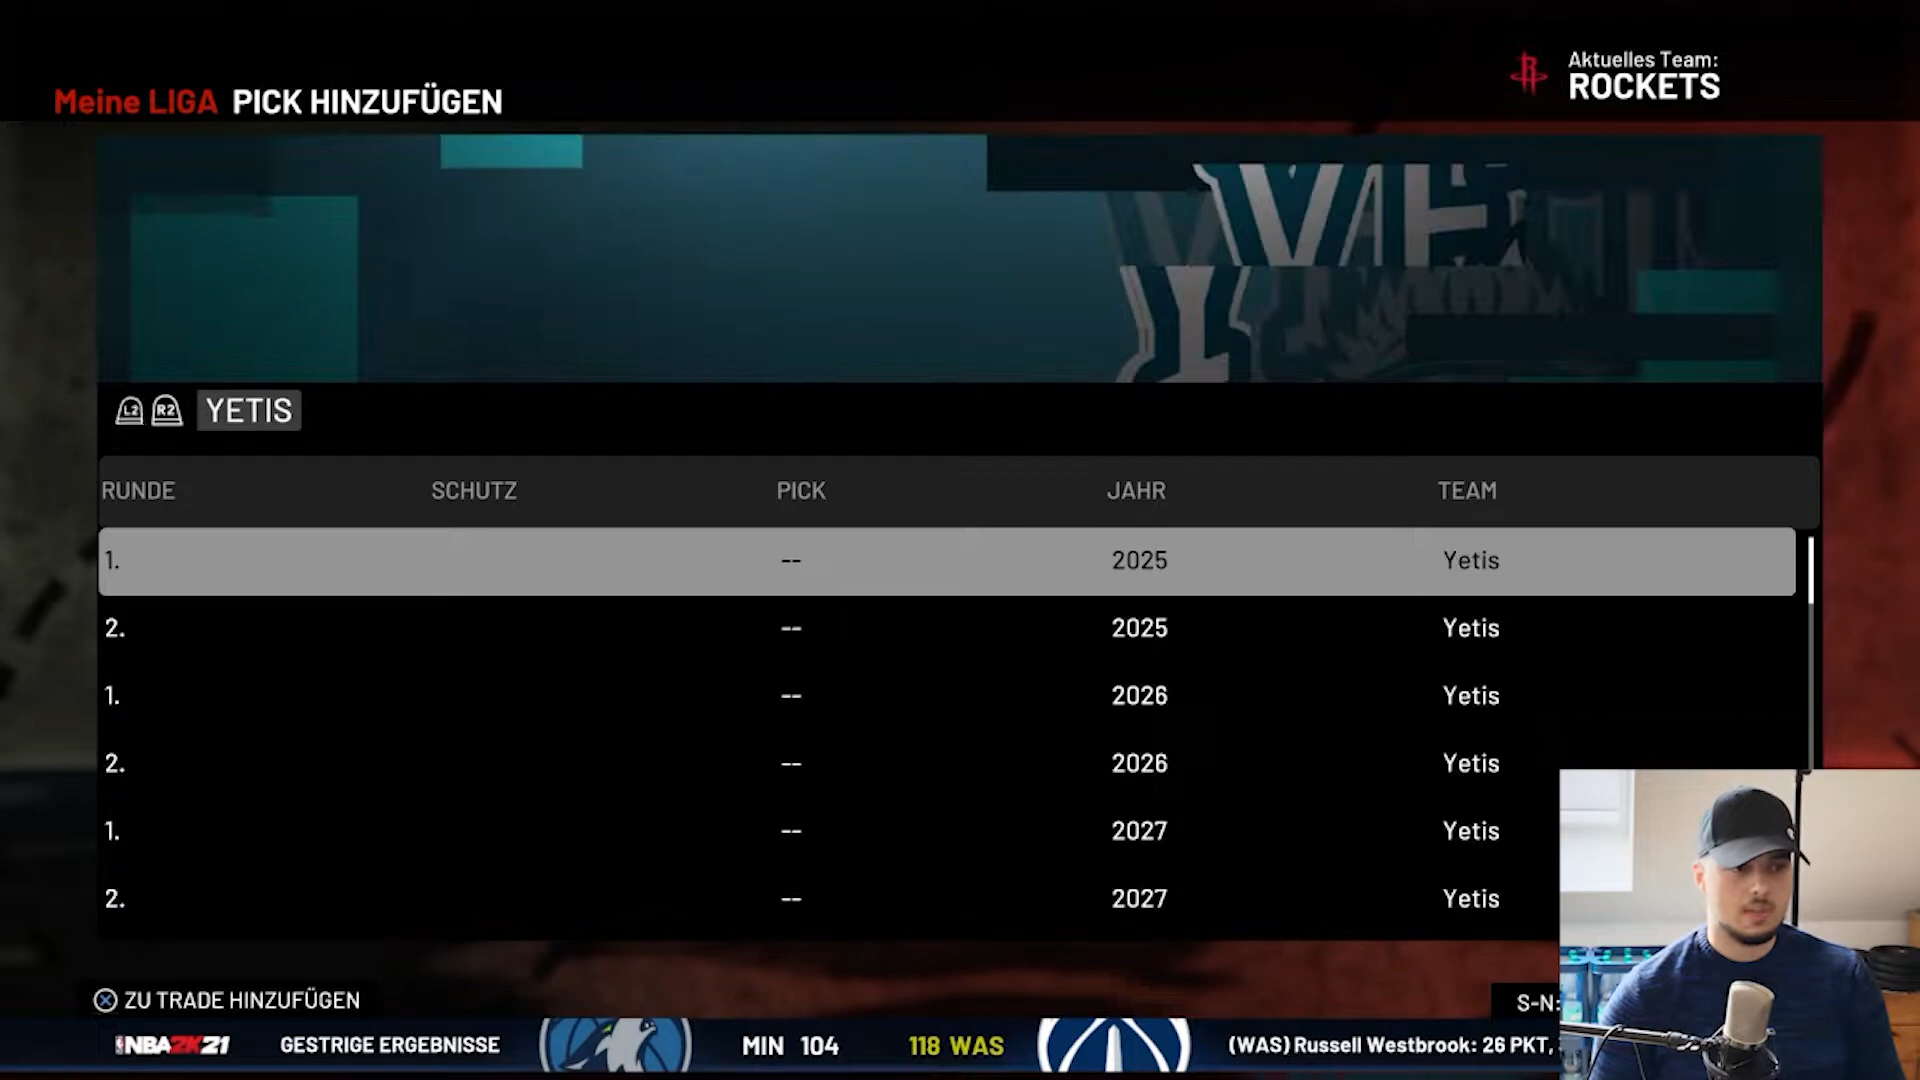 Aktuelles Team:
ROCKETS
Meine LIGA PICK HINZUFÜGEN
L2 R2 YETIS
RUNDE SCHUTZ PICK JAHR TEAM
1. -- 2025 Yetis
2. -- 2025 Yetis
1. -- 2026 Yetis
2. -- 2026 Yetis
1. -- 2027 Yetis
2. -- 2027 Yetis
ZU TRADE HINZUFÜGEN
S-N:
NBA2K21 GESTRIGE ERGEBNISSE MIN 104 118 WAS (WAS) Russell Westbrook: 26 PKT,